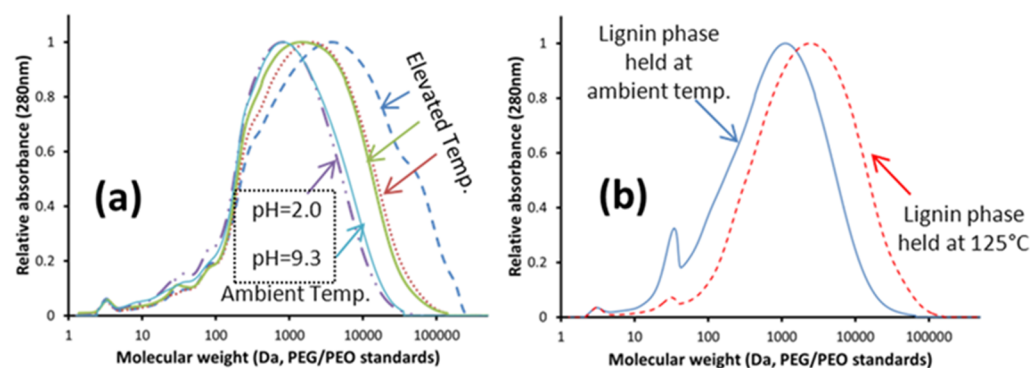 Relative absorbance (280nm)
1
0.8
0.6
0.4
0.2
0
(a)
Elevated Temp.
pH=2.0
pH=9.3
Ambient Temp.
1
10
100
1000
10000
100000
Molecular weight (Da, PEG/PEO standards)
Relative absorbance (280nm)
1
0.8
0.6
0.4
0.2
0
Lignin phase
held at
ambient temp.
(b)
Lignin phase
held at 125°C
1
10
100
1000
10000
100000
Molecular weight (Da, PEG/PEO standards)